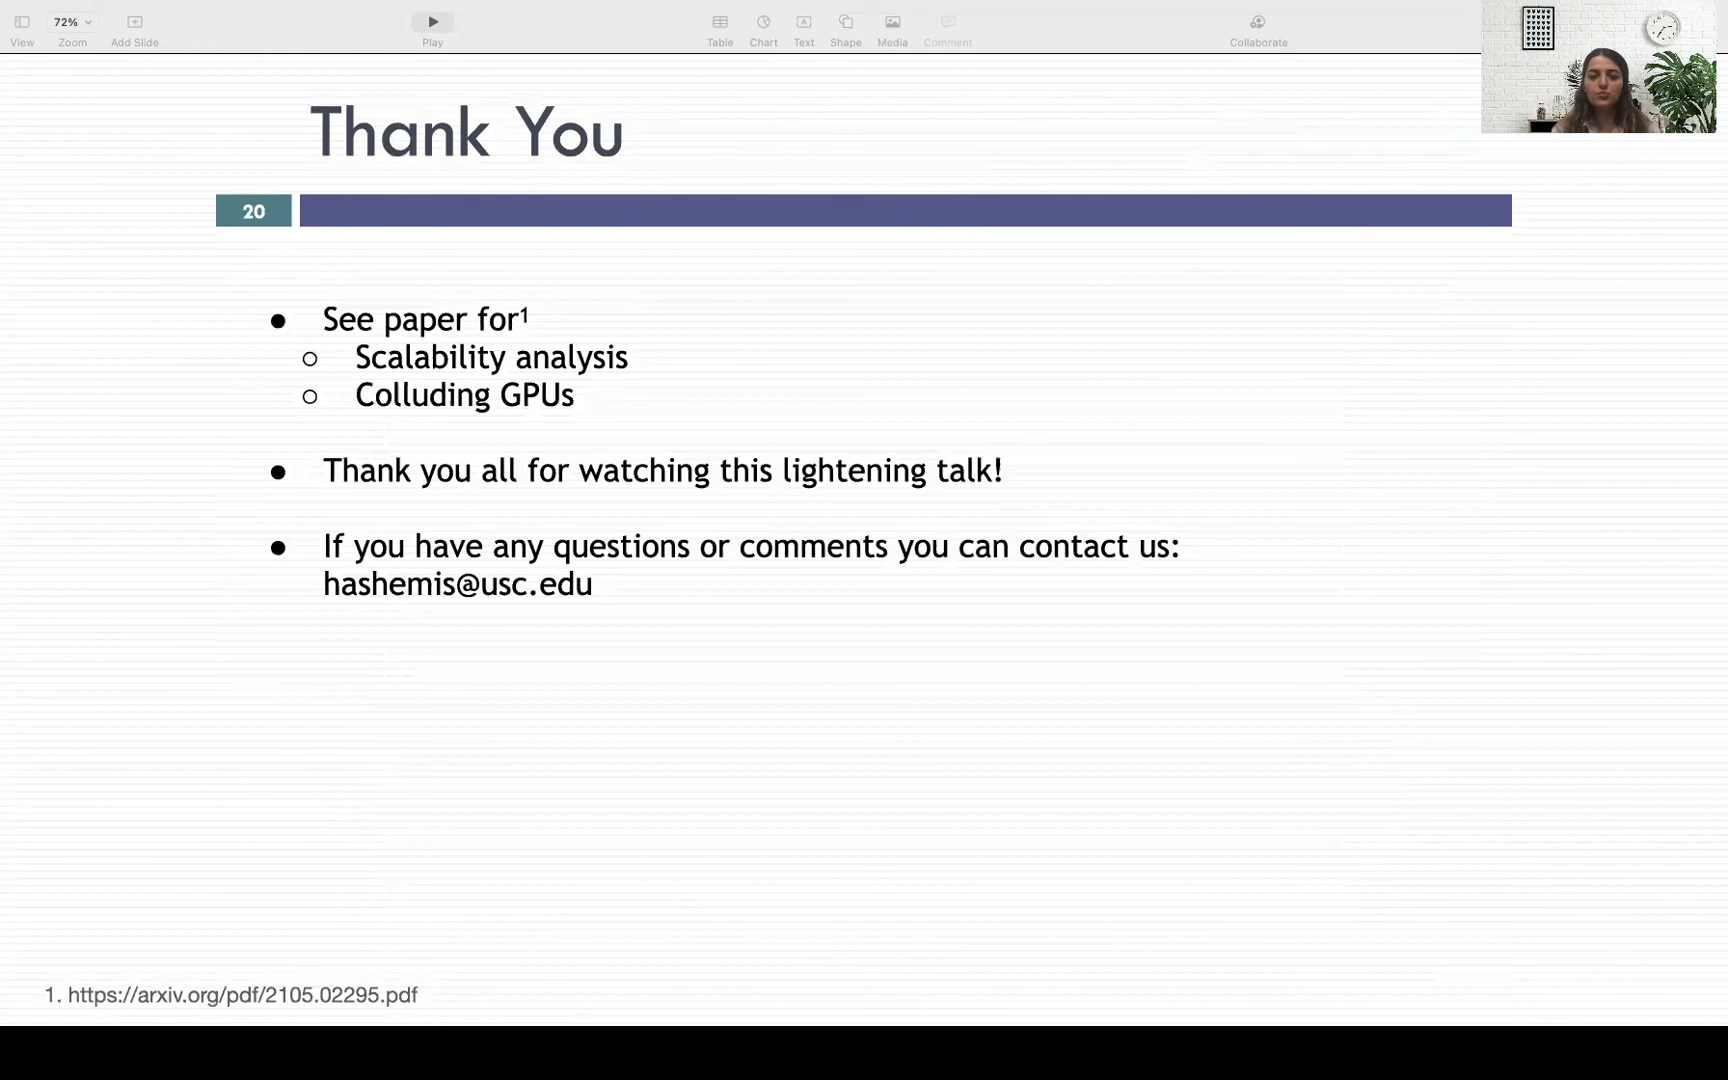 72%
View
Zoom
Add Slide
Play
Table
Chart
Text
Shape
Media
Comment
Collaborate
Thank You
20
● See paper for¹
○ Scalability analysis
○ Colluding GPUs
● Thank you all for watching this lightening talk!
● If you have any questions or comments you can contact us:
hashemis@usc.edu
1. https://arxiv.org/pdf/2105.02295.pdf